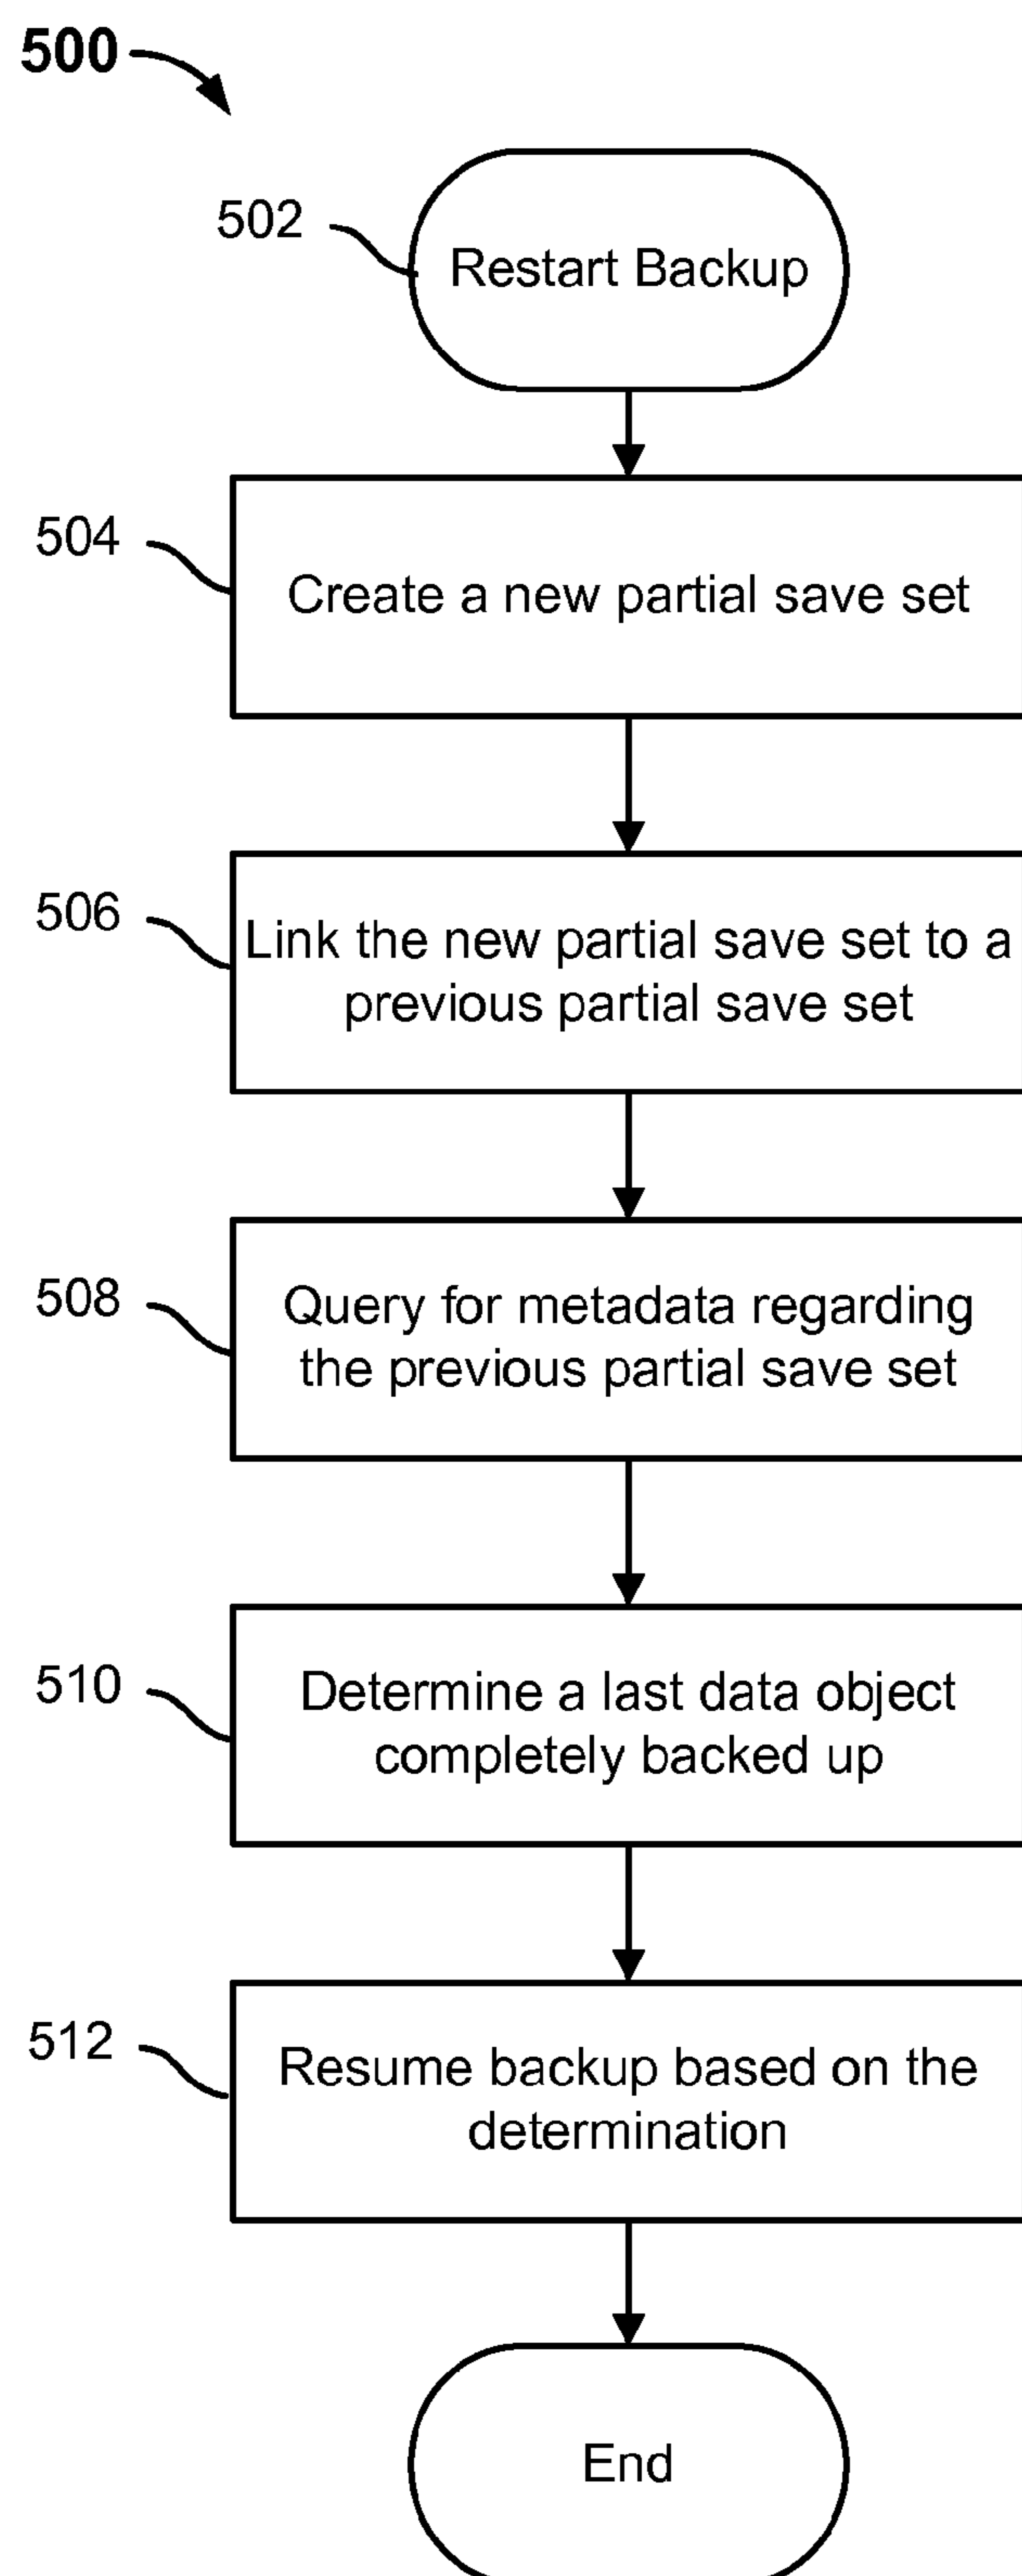 500
502
Restart Backup
504
Create a new partial save set
506
Link the new partial save set to a
previous partial save set
508
Query for metadata regarding
the previous partial save set
510
Determine a last data object
completely backed up
512
Resume backup based on the
determination
End